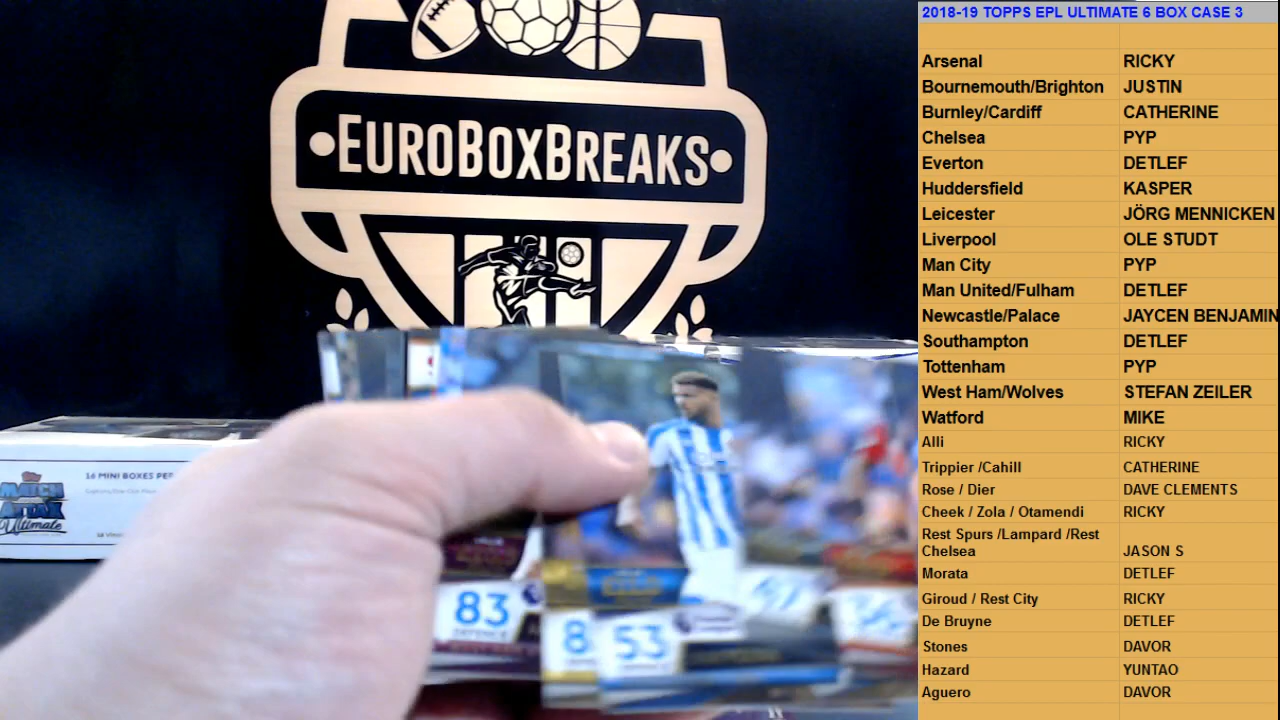 EUROBOXBREAKS
16 MINI BOXES PER
MATCH
ATTAX
Ultimate
83
8
53
2018-19 TOPPS EPL ULTIMATE 6 BOX CASE 3
Arsenal RICKY
Bournemouth/Brighton JUSTIN
Burnley/Cardiff CATHERINE
Chelsea PYP
Everton DETLEF
Huddersfield KASPER
Leicester JÖRG MENNICKEN
Liverpool OLE STUDT
Man City PYP
Man United/Fulham DETLEF
Newcastle/Palace JAYCEN BENJAMIN
Southampton DETLEF
Tottenham PYP
West Ham/Wolves STEFAN ZEILER
Watford MIKE
Alli RICKY
Trippier /Cahill CATHERINE
Rose / Dier DAVE CLEMENTS
Cheek / Zola / Otamendi RICKY
Rest Spurs /Lampard /Rest
Chelsea JASON S
Morata DETLEF
Giroud / Rest City RICKY
De Bruyne DETLEF
Stones DAVOR
Hazard YUNTAO
Aguero DAVOR